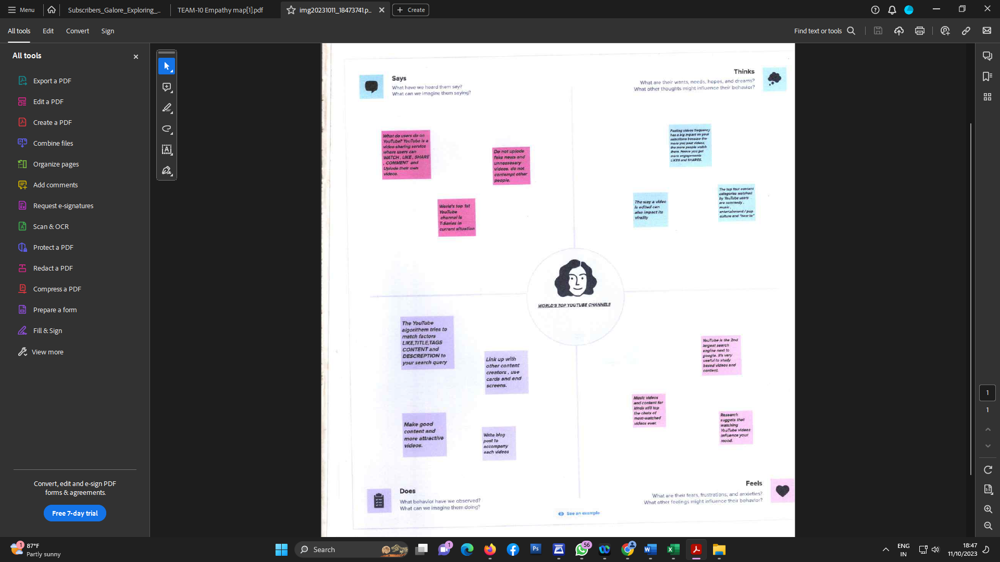 Menu
Subscribers_Galore_Exploring_...
TEAM-10 Empathy map[1].pdf
img20231011_18473741.p...
Create
All tools
Edit
Convert
Sign
Find text or tools
All tools
Export a PDF
Edit a PDF
Create a PDF
Combine files
Organize pages
Add comments
Request e-signatures
Scan & OCR
Protect a PDF
Redact a PDF
Compress a PDF
Prepare a form
Fill & Sign
View more
Convert, edit and e-sign PDF
forms & agreements.
Free 7-day trial
Says
What have we heard them say?
What can we imagine them saying?
Thinks
What are their wants, needs, hopes, and dreams?
What other thoughts might influence their behavior?
What do users do on
YouTube? YouTube is a
video sharing service
where users can
WATCH , LIKE , SHARE
, COMMENT and
Uplode their own
videos.
Do not uplode
fake news and
unnessesary
videos. do not
contempt other
people.
World's top 1st
YouTube
channel is
T-Series in
current situation
Posting videos frequency
has a big impact on your
subcribers because the
more you post videos,
the more people watch
them. Hence you get
more engagements
LIKES and SHARES.
The way a video
is edited can
also impact its
virality
The top four content
categories watched
by YouTube users
are commedy ,
music ,
entertainment / pop
culture and "how to"
WORLD'S TOP YOUTUBE CHANNELS
The YouTube
algorithem tries to
match factors
LIKE,TITLE,TAGS
CONTENT and
DESCREPTION to
your search query
Link up with
other content
creators , use
cards and end
screens.
Make good
content and
more attractive
videos.
Write blog
post to
accompany
each videos
YouTube is the 2nd
largest search
engine next to
google. it's very
useful to study
based videos and
content.
Music videos
and content for
kinds still top
the chats of
most-watched
videos ever.
Research
suggets that
watching
YouTube videos
influence your
mood.
Does
What behavior have we observed?
What can we imagine them doing?
Feels
What are their fears, frustrations, and anxieties?
What other feelings might influence their behavior?
See an example
1
1
1
87°F
Partly sunny
Search
1
Ps
56
ENG
IN
18:47
11/10/2023